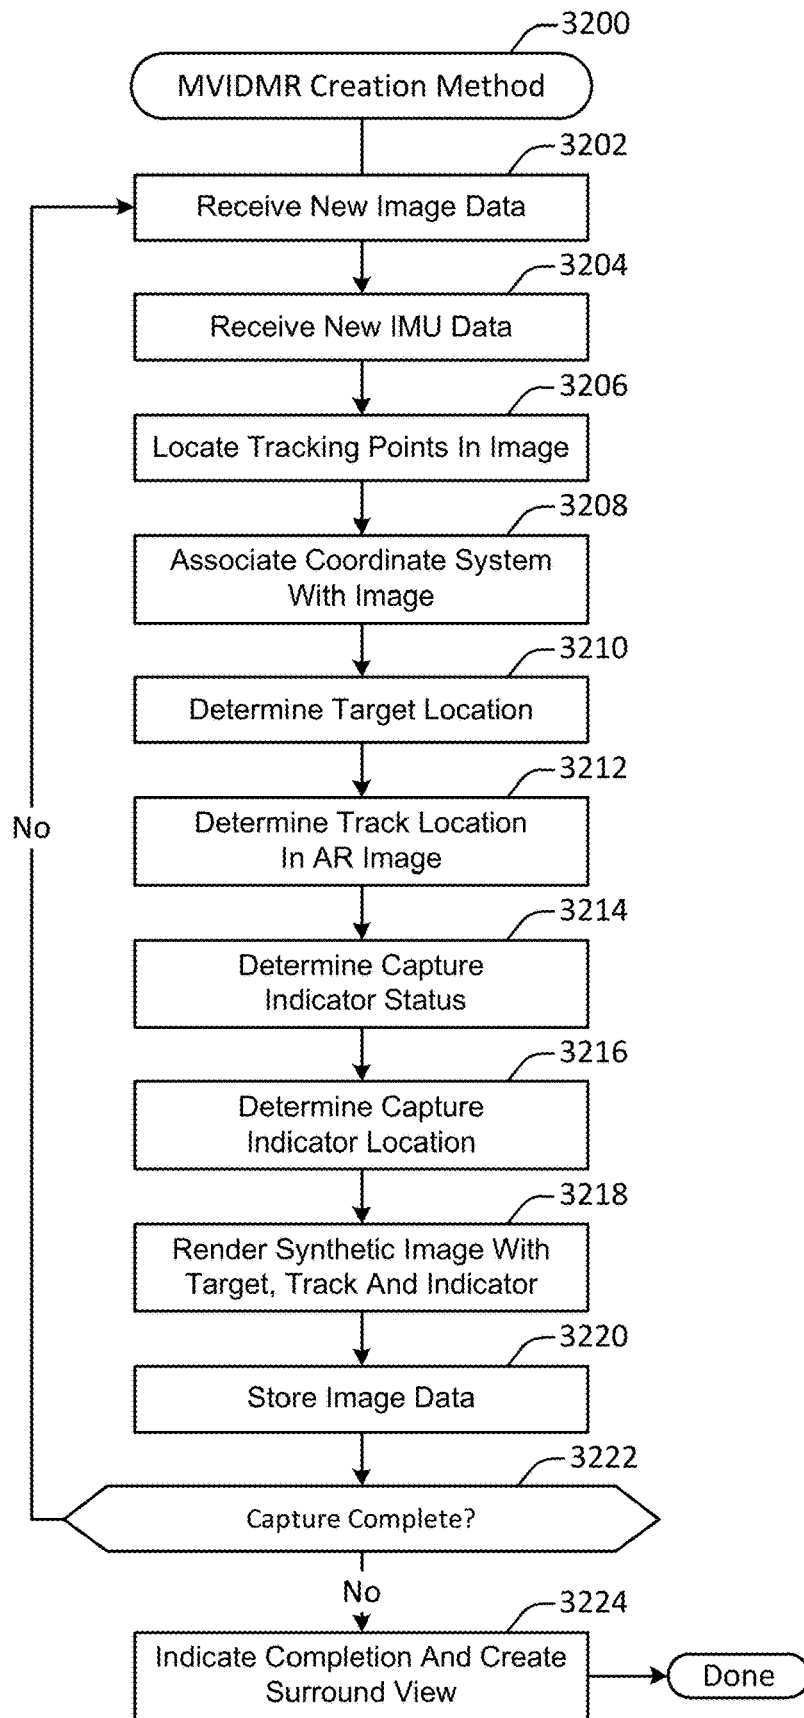 3200
MVIDMR Creation Method
3202
Receive New Image Data
3204
Receive New IMU Data
3206
Locate Tracking Points In Image
3208
Associate Coordinate System
With Image
3210
Determine Target Location
3212
Determine Track Location
In AR Image
No
3214
Determine Capture
Indicator Status
3216
Determine Capture
Indicator Location
3218
Render Synthetic Image With
Target, Track And Indicator
3220
Store Image Data
3222
Capture Complete?
No
3224
Indicate Completion And Create
Surround View
Done